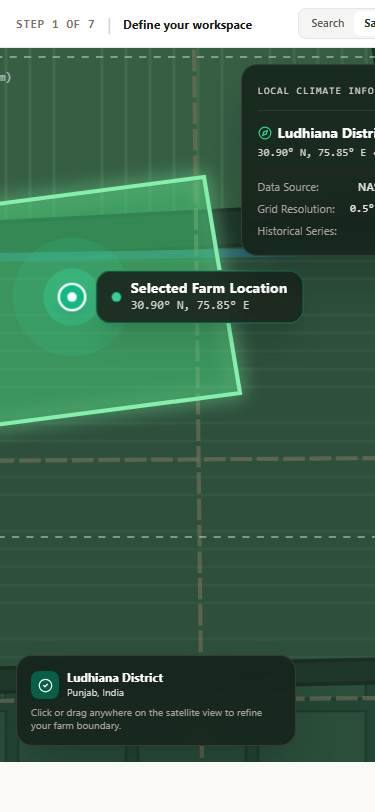 STEP 1 OF 7
Define your workspace
Search
m)
LOCAL CLIMATE INFO
Ludhiana Distri
30.90° N, 75.85° E
Data Source:
Grid Resolution: 0.5°
Historical Series:
Selected Farm Location
30.90° N, 75.85° E
Ludhiana District
Punjab, India
Click or drag anywhere on the satellite view to refine
your farm boundary.